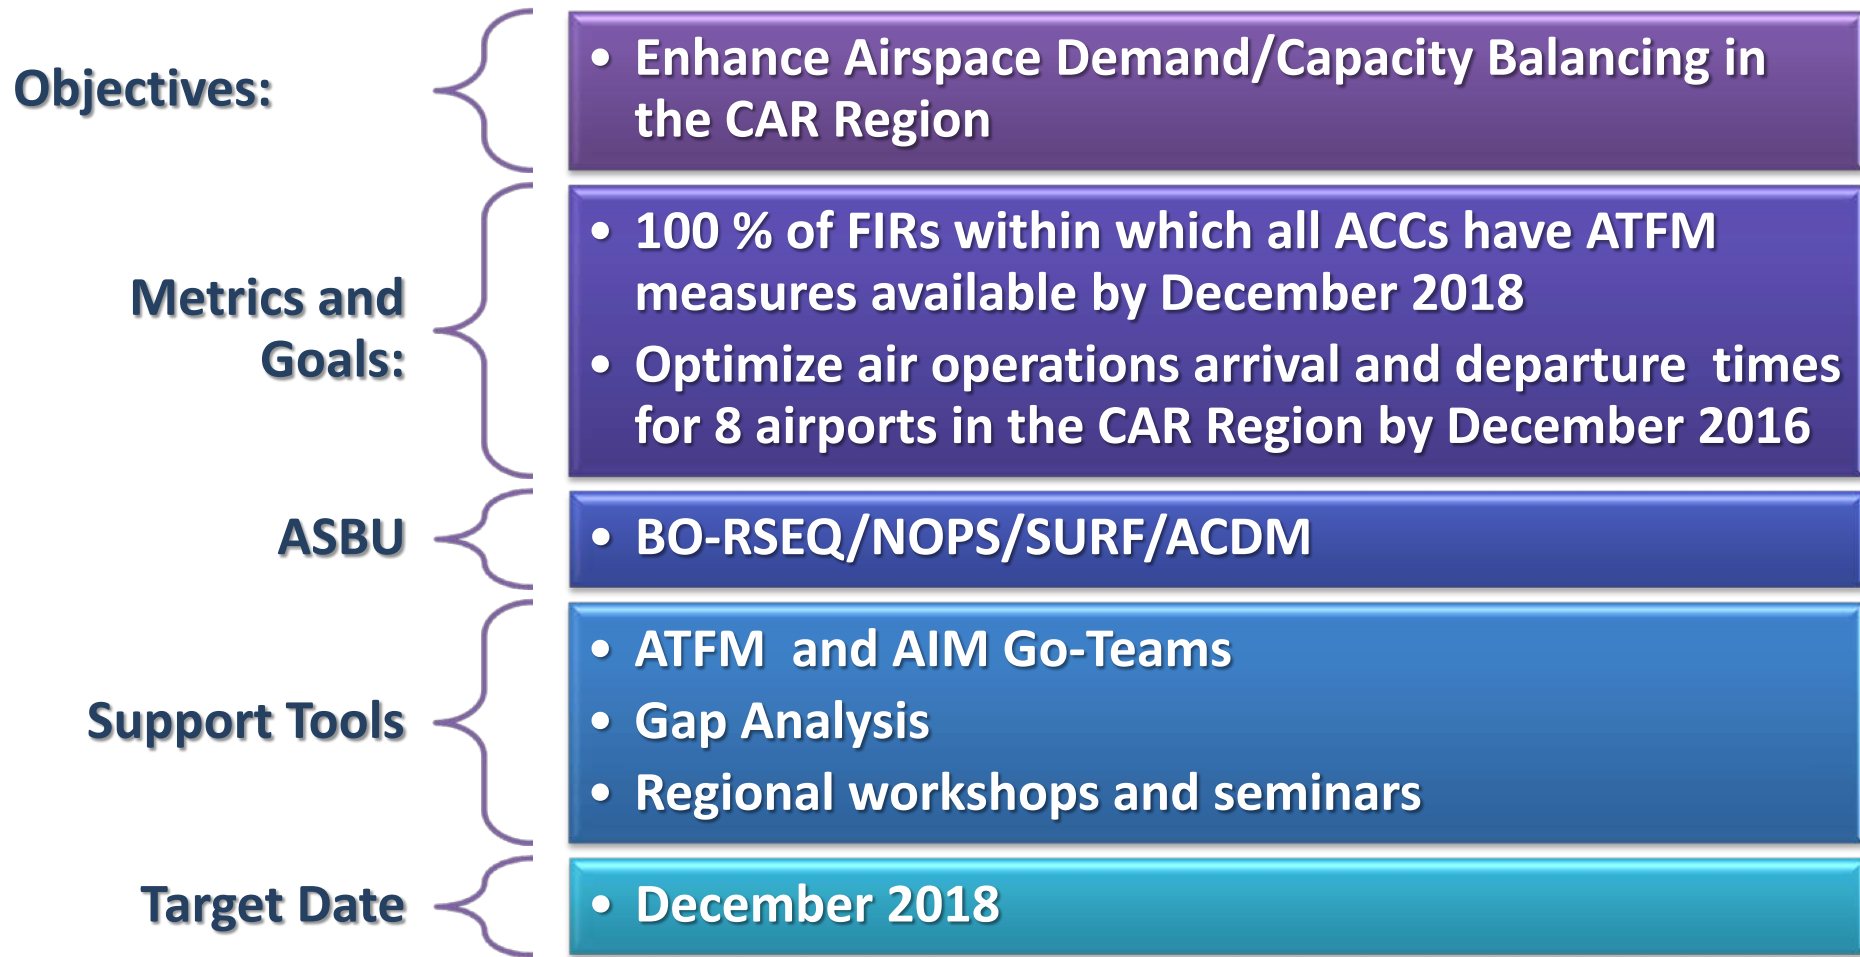 Objectives:
• Enhance Airspace Demand/Capacity Balancing in
the CAR Region
Metrics and
Goals:
• 100 % of FIRs within which all ACCs have ATFM
measures available by December 2018
• Optimize air operations arrival and departure  times
for 8 airports in the CAR Region by December 2016
ASBU
• BO-RSEQ/NOPS/SURF/ACDM
Support Tools
• ATFM  and AIM Go-Teams
• Gap Analysis
• Regional workshops and seminars
Target Date
• December 2018